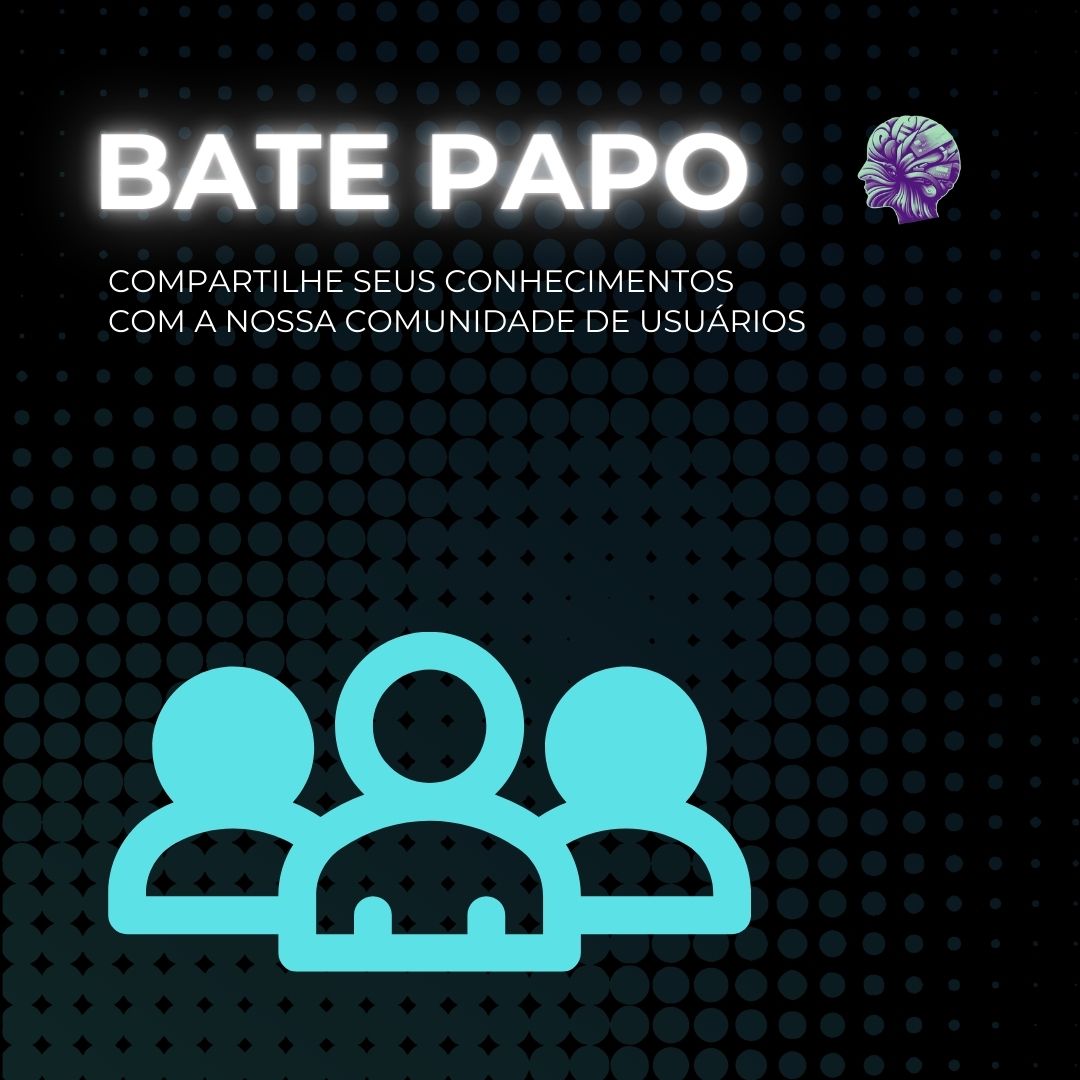 BATE PAPO
COMPARTILHE SEUS CONHECIMENTOS
COM A NOSSA COMUNIDADE DE USUÁRIOS